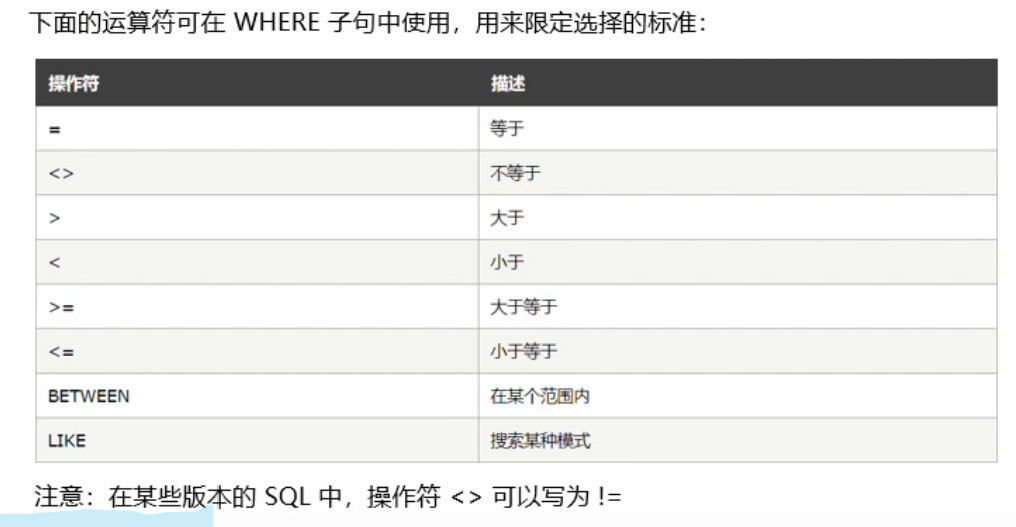 下面的运算符可在 WHERE 子句中使用，用来限定选择的标准：
操作符 描述
= 等于
<> 不等于
> 大于
< 小于
>= 大于等于
<= 小于等于
BETWEEN 在某个范围内
LIKE 搜索某种模式
注意：在某些版本的 SQL 中，操作符 <> 可以写为 !=